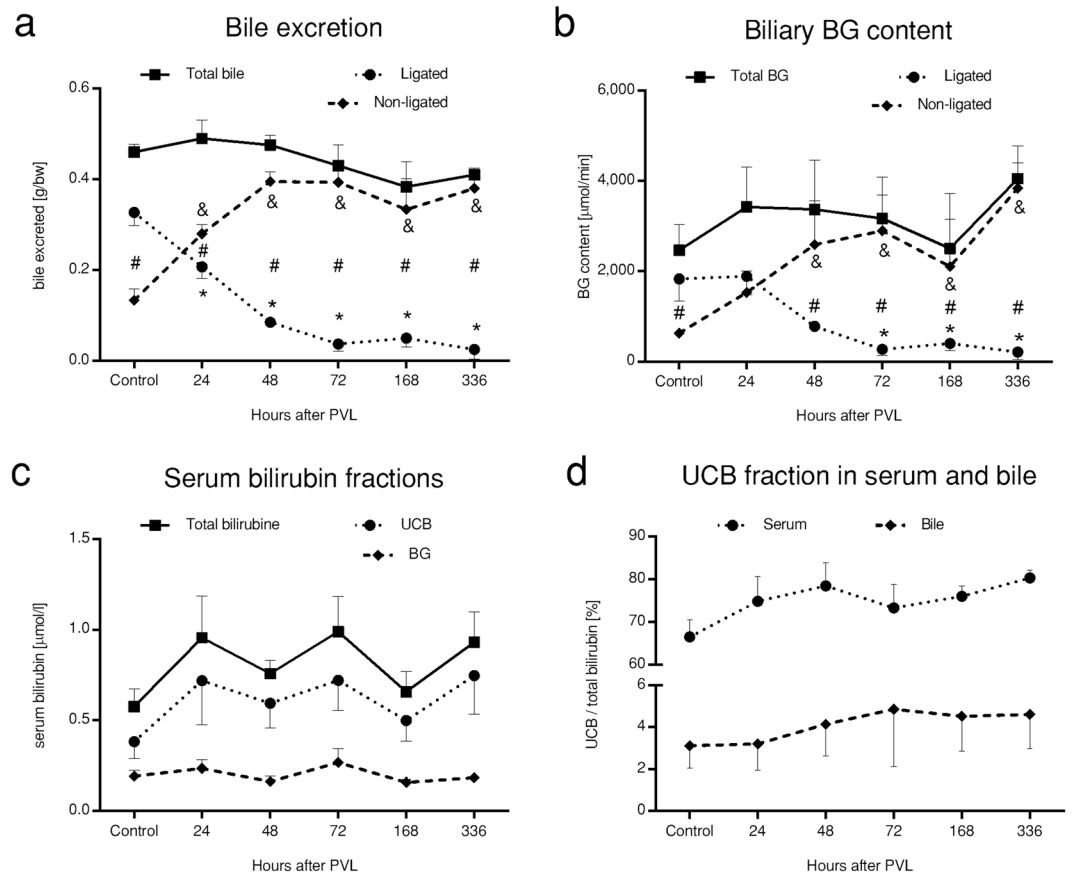 a
Bile excretion
Total bile
Ligated
Non-ligated
bile excreted [g/bw]
0.6
0.4
0.2
0.0
& & & & &
# # # # # #
* * * * *
Control 24 48 72 168 336
Hours after PVL
b
Biliary BG content
Total BG
Ligated
Non-ligated
BG content [µmol/min]
6,000
4,000
2,000
0
& & & &
# # # # #
* * *
Control 24 48 72 168 336
Hours after PVL
c
Serum bilirubin fractions
Total bilirubine
UCB
BG
serum bilirubin [µmol/l]
1.5
1.0
0.5
0.0
Control 24 48 72 168 336
Hours after PVL
d
UCB fraction in serum and bile
Serum
Bile
UCB / total bilirubin [%]
90
80
70
60
6
4
2
0
Control 24 48 72 168 336
Hours after PVL